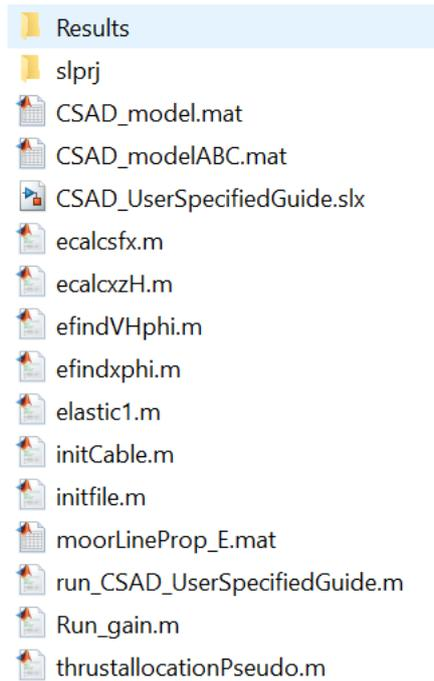 Results
slprj
CSAD_model.mat
CSAD_modelABC.mat
CSAD_UserSpecifiedGuide.slx
ecalcsfx.m
ecalcxzH.m
efindVHphi.m
efindxphi.m
elastic1.m
initCable.m
initfile.m
moorLineProp_E.mat
run_CSAD_UserSpecifiedGuide.m
Run_gain.m
thrustallocationPseudo.m